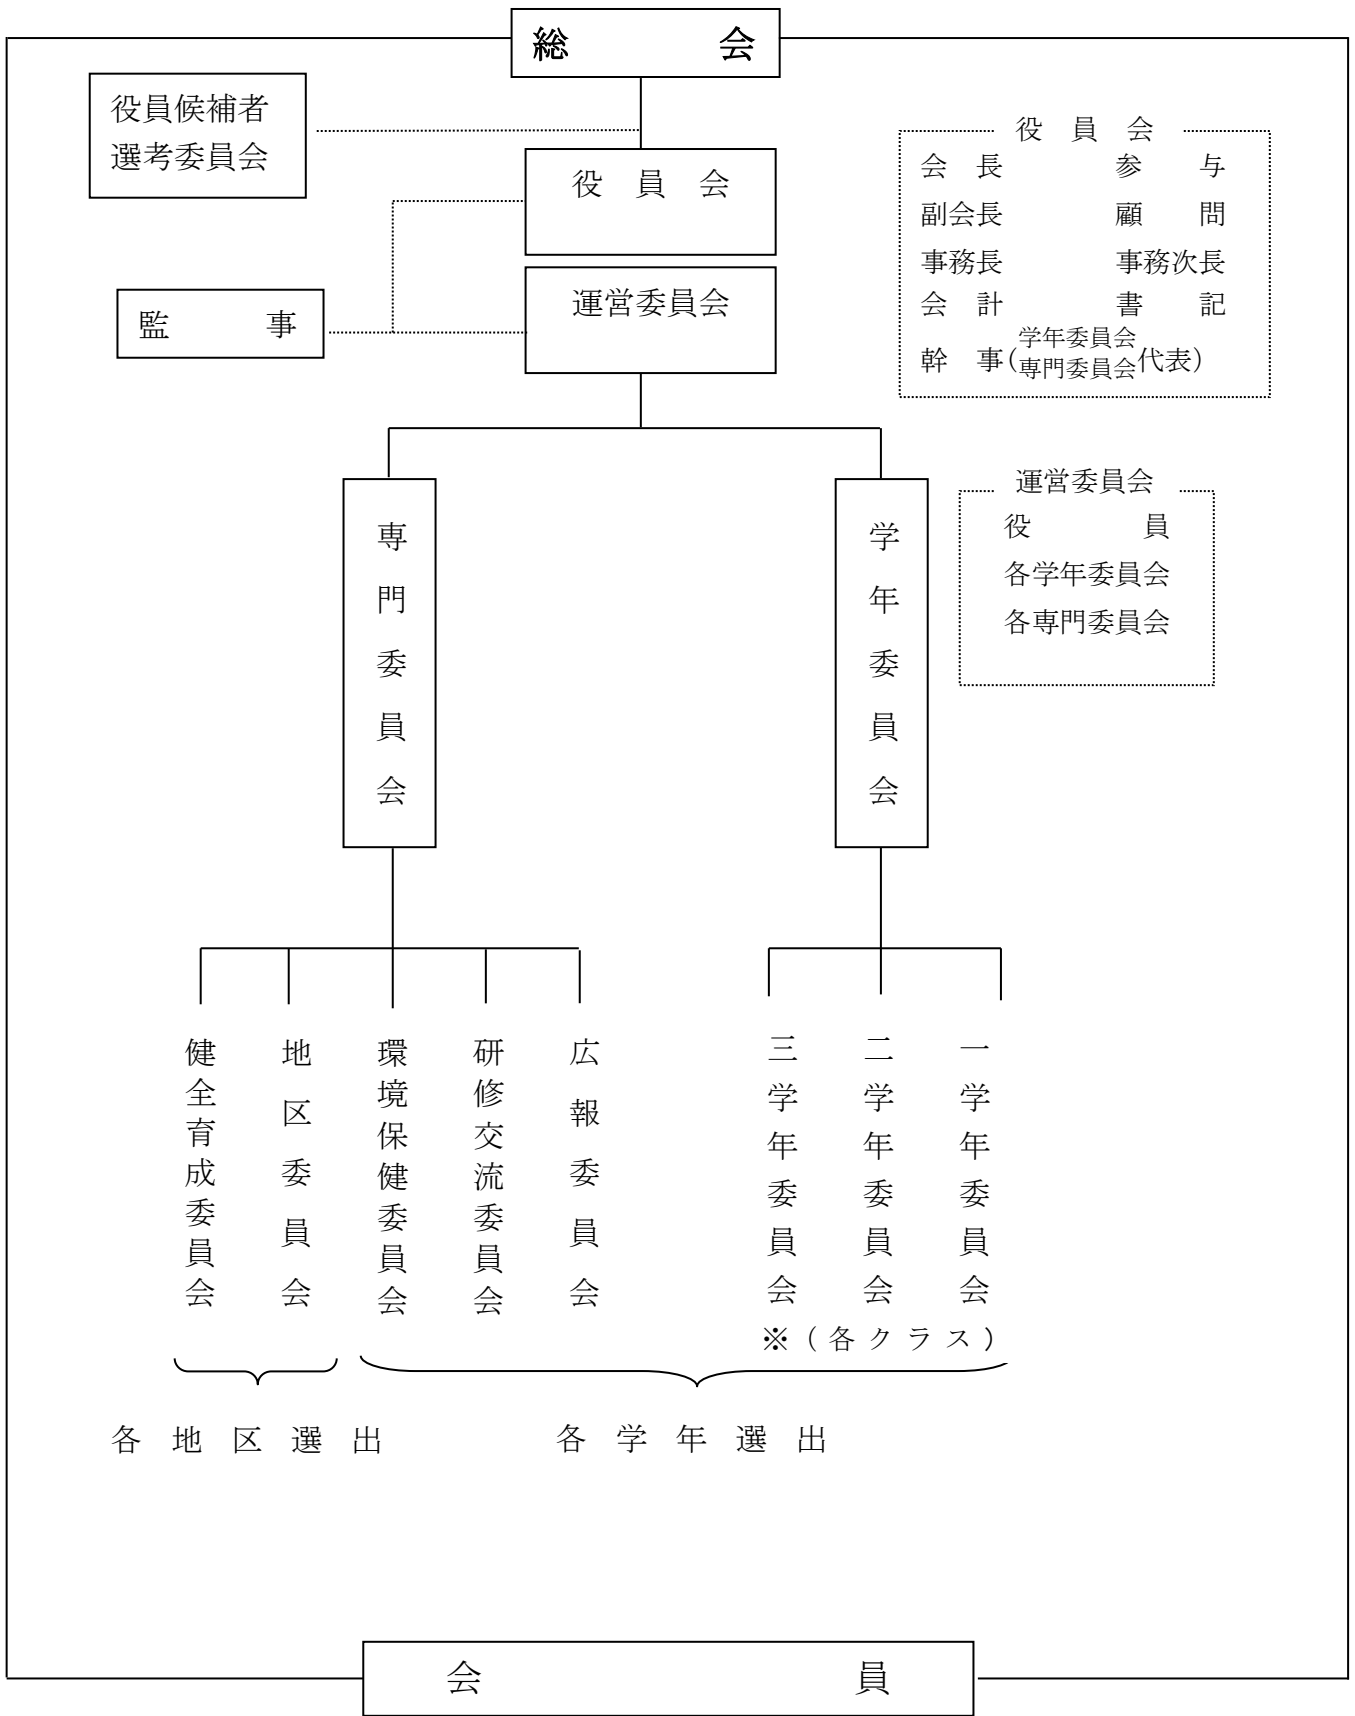 総　会
役員候補者
選考委員会
役　員　会
監　事
運営委員会
役　員　会
会　長　参　与
副会長　顧　問
事務長　事務次長
会　計　書　記
幹　事(学年委員会
専門委員会代表)
専門委員会
学年委員会
運営委員会
役　員
各学年委員会
各専門委員会
健全育成委員会
地区委員会
環境保健委員会
研修交流委員会
広報委員会
三学年委員会
二学年委員会
一学年委員会
※(各クラス)
各地区選出
各学年選出
会　員